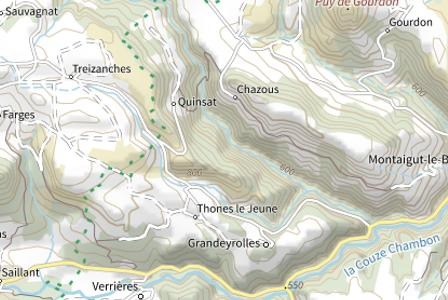 Puy de Gourdon
Sauvagnat
Gourdon
Treizanches
600
Chazous
Quinsat
Farges
Montaigut-le-B
800
600
Thones le Jeune
Grandeyrolles
la Couze Chambon
Saillant
Verrières
.550